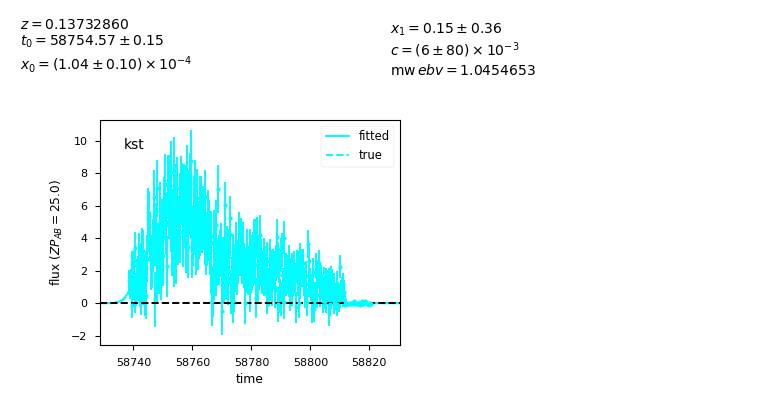 z = 0.13732860
t₀ = 58754.57 ± 0.15
x₀ = (1.04 ± 0.10) × 10⁻⁴
x₁ = 0.15 ± 0.36
c = (6 ± 80) × 10⁻³
mw ebv = 1.0454653
kst
fitted
true
flux (ZP_AB = 25.0)
10
8
6
4
2
0
−2
58740 58760 58780 58800 58820
time